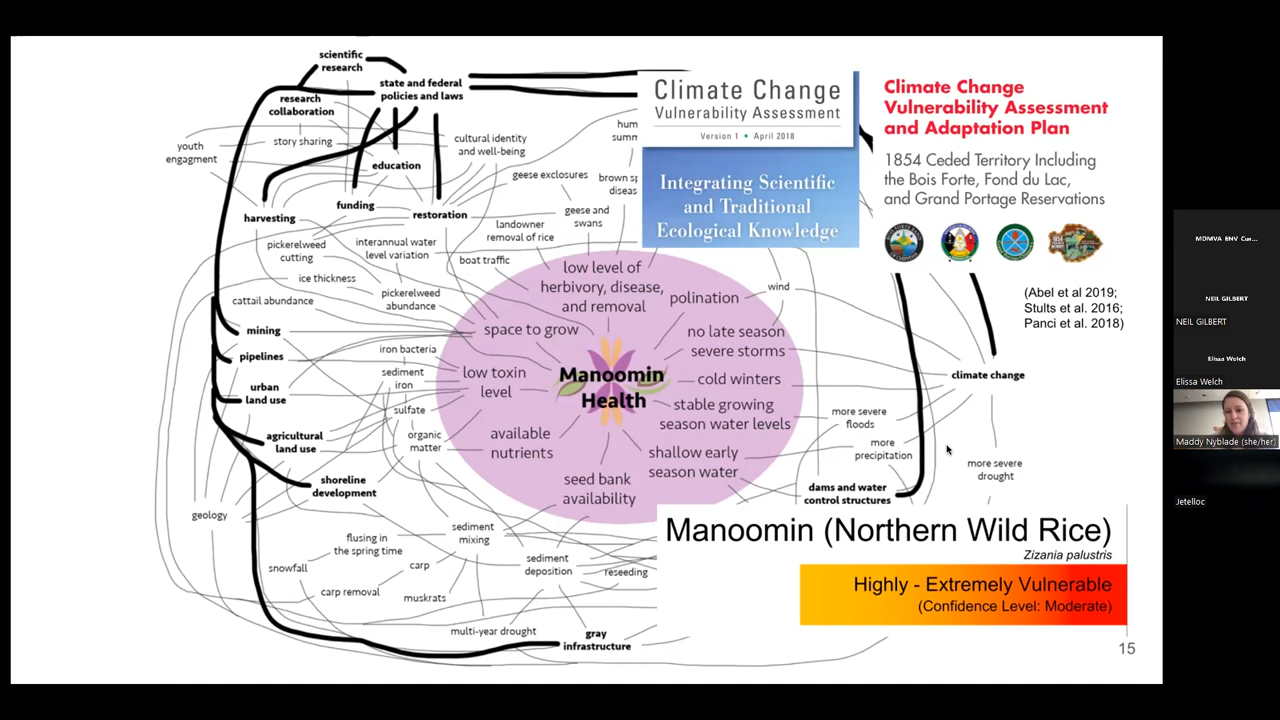 scientific
research
state and federal
policies and laws
research
collaboration
story sharing
youth
engagment
cultural identity
and well-being
education
geese exclosures
funding
harvesting
restoration
geese and
swans
landowner
removal of rice
pickerelweed
cutting
interannual water
level variation
boat traffic
ice thickness
cattail abundance
pickerelweed
abundance
mining
pipelines
urban
land use
agricultural
land use
shoreline
development
iron bacteria
sediment
iron
sulfate
organic
matter
geology
flusing in
the spring time
snowfall
carp
carp removal
muskrats
sediment
mixing
sediment
deposition
reseeding
multi-year drought
gray
infrastructure
low level of
herbivory, disease,
and removal
polination
wind
space to grow
no late season
severe storms
low toxin
level
Manoomin
Health
cold winters
stable growing
season water levels
available
nutrients
shallow early
season water
seed bank
availability
more severe
floods
more
precipitation
climate change
more severe
drought
dams and water
control structures
Climate Change
Vulnerability Assessment
Version 1 • April 2018
Integrating Scientific
and Traditional
Ecological Knowledge
Climate Change
Vulnerability Assessment
and Adaptation Plan
1854 Ceded Territory Including
the Bois Forte, Fond du Lac,
and Grand Portage Reservations
(Abel et al 2019;
Stults et al. 2016;
Panci et al. 2018)
Manoomin (Northern Wild Rice)
Zizania palustris
Highly - Extremely Vulnerable
(Confidence Level: Moderate)
15
MDMVA ENV Cur...
NEIL GILBERT
NEIL GILBERT
Elissa Welch
Elissa Welch
Maddy Nyblade (she/her)
Jetelloc